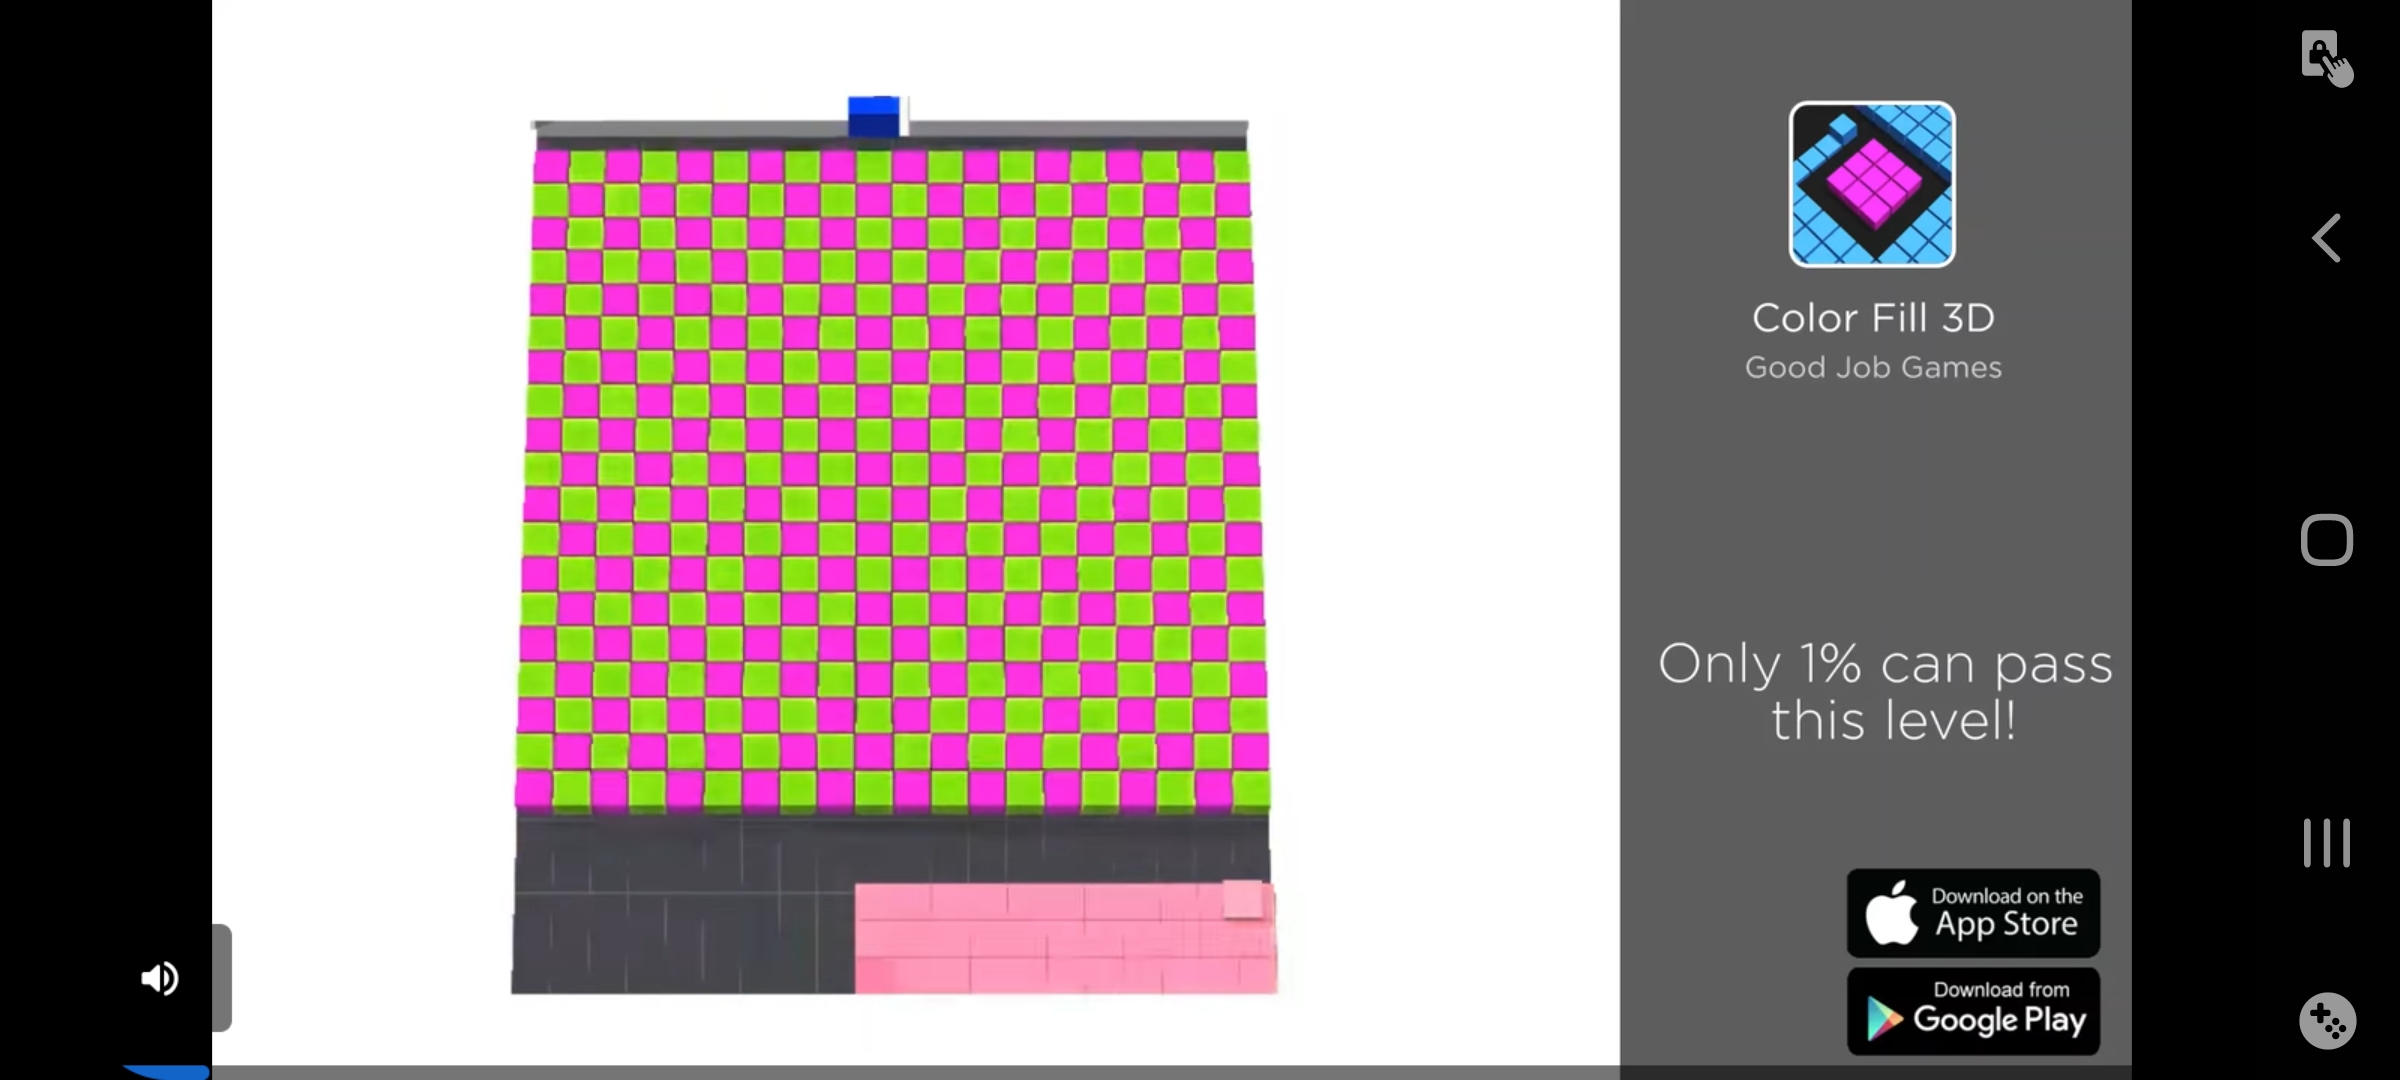 Color Fill 3D
Good Job Games
Only 1% can pass
this level!
Download on the
App Store
Download from
Google Play